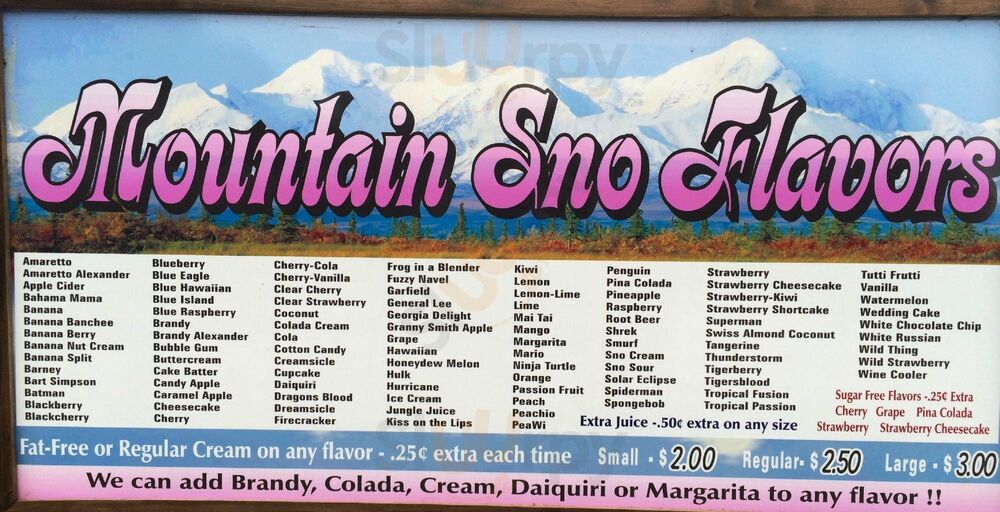 Mountain Sno Flavors
Amaretto
Amaretto Alexander
Apple Cider
Bahama Mama
Banana
Banana Banchee
Banana Berry
Banana Nut Cream
Banana Split
Barney
Bart Simpson
Batman
Blackberry
Blackcherry
Blueberry
Blue Eagle
Blue Hawaiian
Blue Island
Blue Raspberry
Brandy
Brandy Alexander
Bubble Gum
Buttercream
Cake Batter
Candy Apple
Caramel Apple
Cheesecake
Cherry
Cherry-Cola
Cherry-Vanilla
Clear Cherry
Clear Strawberry
Coconut
Colada Cream
Cola
Cotton Candy
Creamsicle
Cupcake
Daiquiri
Dragons Blood
Dreamsicle
Firecracker
Frog in a Blender
Fuzzy Navel
Garfield
General Lee
Georgia Delight
Granny Smith Apple
Grape
Hawaiian
Honeydew Melon
Hulk
Hurricane
Ice Cream
Jungle Juice
Kiss on the Lips
Kiwi
Lemon
Lemon-Lime
Lime
Mai Tai
Mango
Margarita
Mario
Ninja Turtle
Orange
Passion Fruit
Peach
Peachio
PeaWi
Penguin
Pina Colada
Pineapple
Raspberry
Root Beer
Shrek
Smurf
Sno Cream
Sno Sour
Solar Eclipse
Spiderman
Spongebob
Strawberry
Strawberry Cheesecake
Strawberry-Kiwi
Strawberry Shortcake
Superman
Swiss Almond Coconut
Tangerine
Thunderstorm
Tigerberry
Tigersblood
Tropical Fusion
Tropical Passion
Tutti Frutti
Vanilla
Watermelon
Wedding Cake
White Chocolate Chip
White Russian
Wild Thing
Wild Strawberry
Wine Cooler
Sugar Free Flavors -.25¢ Extra
Cherry Grape Pina Colada
Strawberry Strawberry Cheesecake
Extra Juice -.50¢ extra on any size
Fat-Free or Regular Cream on any flavor - .25¢ extra each time Small - $2.00 Regular- $2.50 Large - $3.00
We can add Brandy, Colada, Cream, Daiquiri or Margarita to any flavor !!
Sluurpy